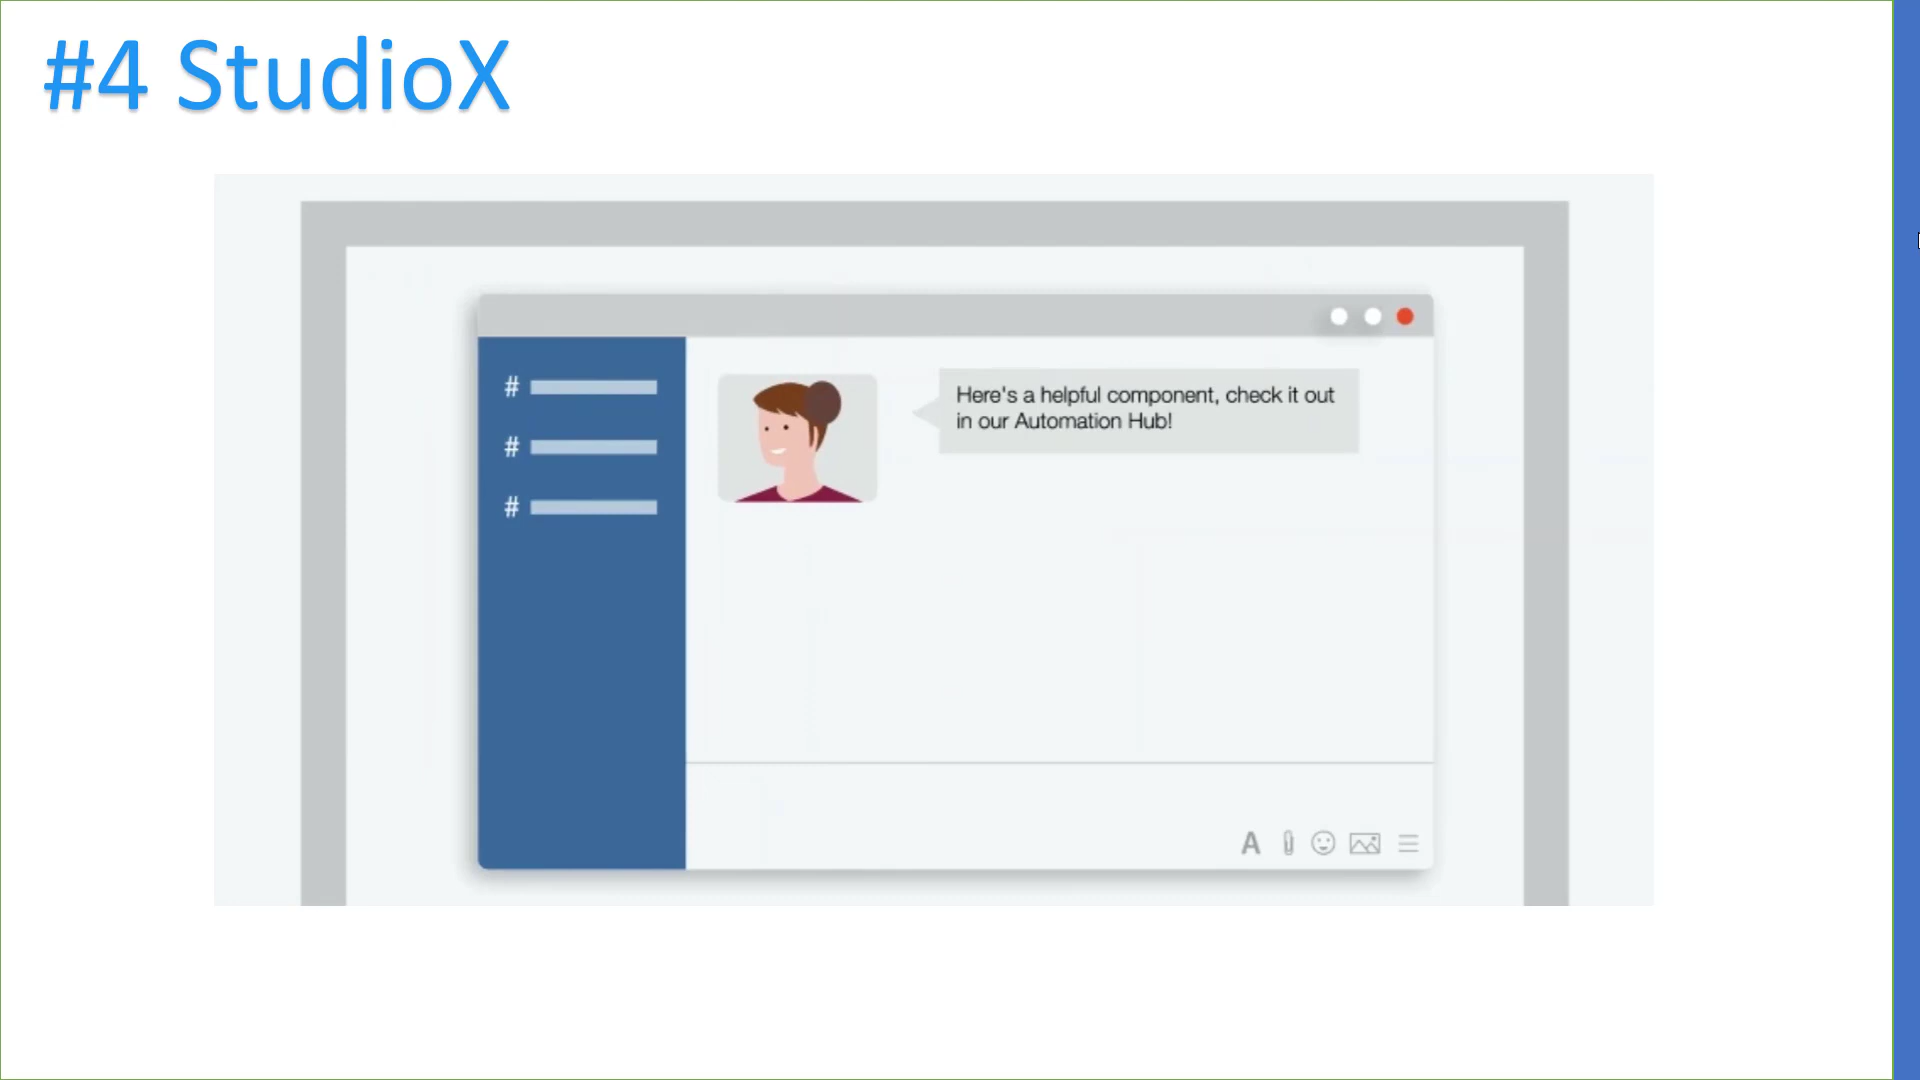 #4 StudioX
Here's a helpful component, check it out
in our Automation Hub!
#
#
#
A